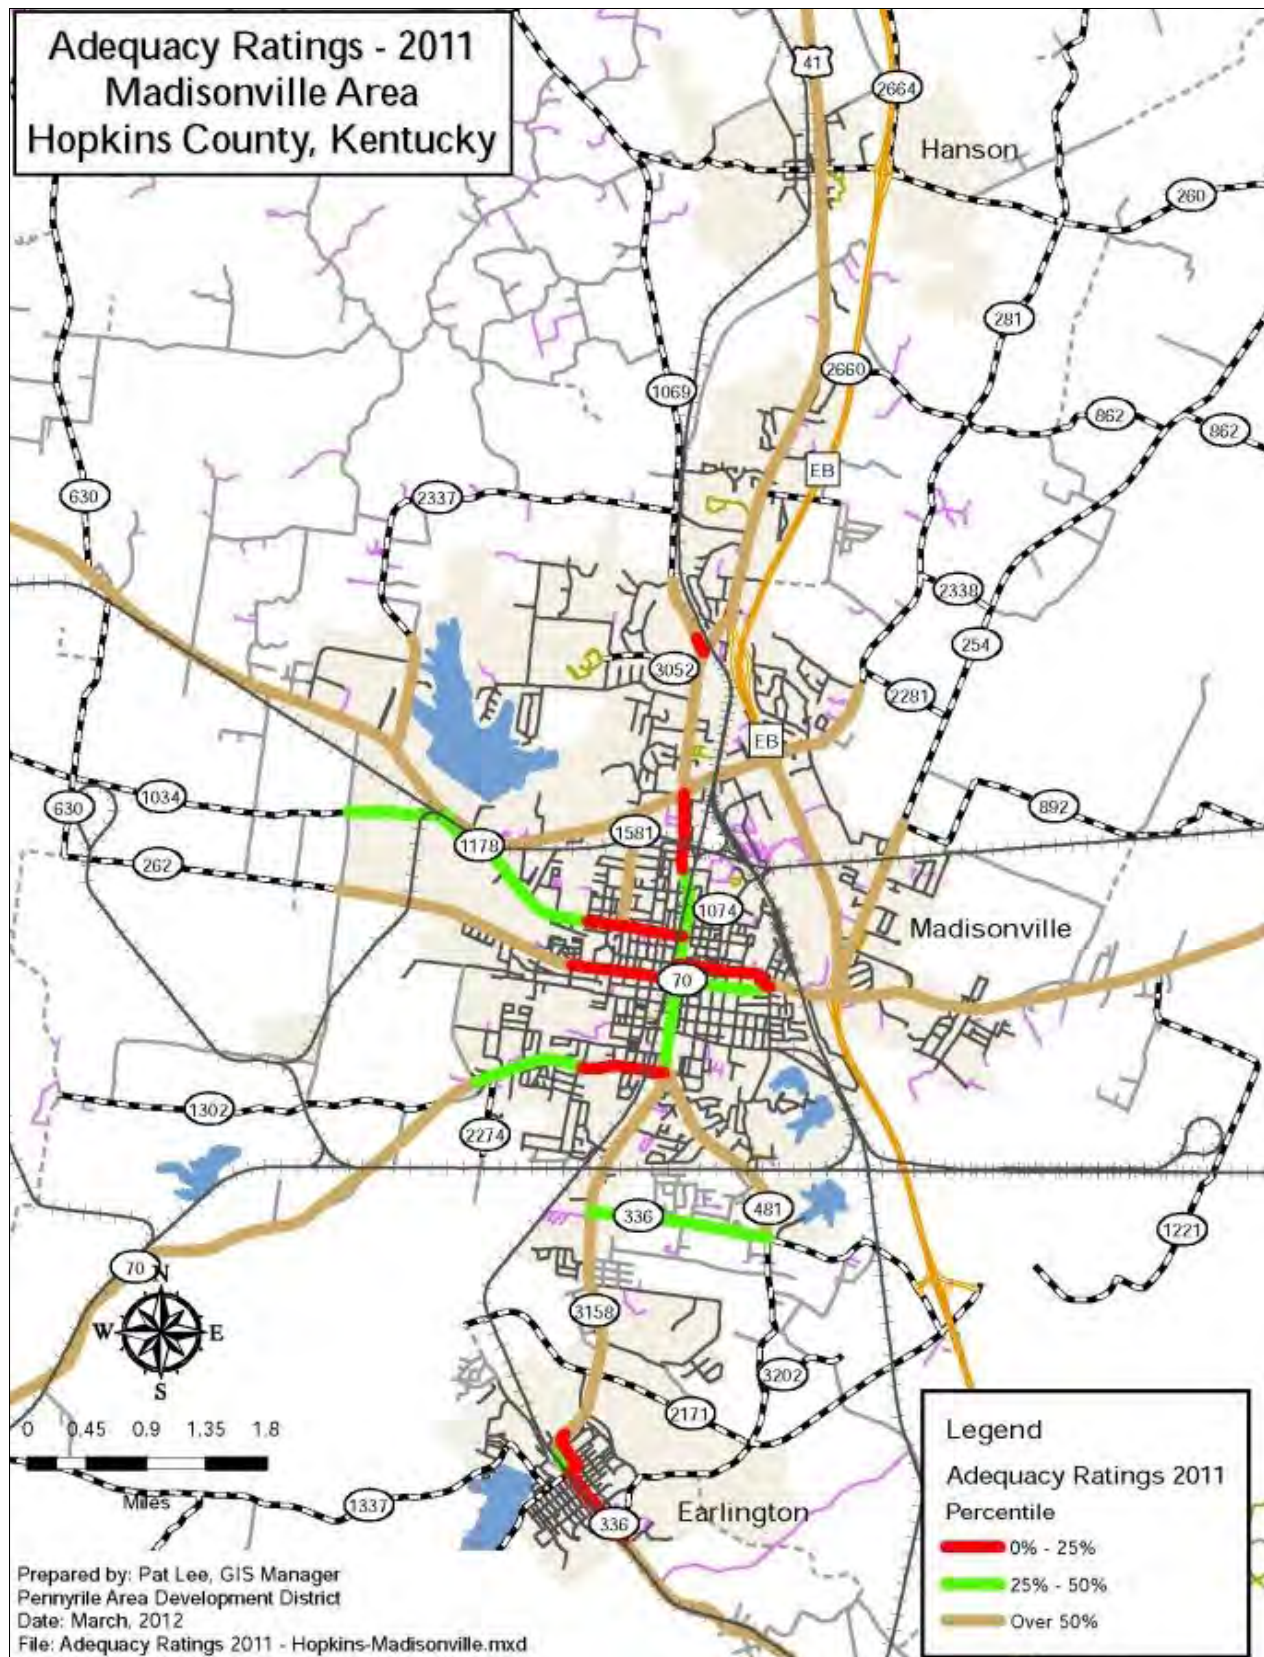 Adequacy Ratings - 2011
Madisonville Area
Hopkins County, Kentucky
41
2664
Hanson
260
281
2660
1069
862
862
EB
630
2337
2338
254
3052
2281
EB
1034
630
892
1581
1178
262
1074
Madisonville
70
1302
2274
336
481
1221
70
N
W
E
S
3158
3202
2171
0 0.45 0.9 1.35 1.8
Miles
1337
336
Earlington
Legend
Adequacy Ratings 2011
Percentile
0% - 25%
25% - 50%
Over 50%
Prepared by: Pat Lee, GIS Manager
Pennyrile Area Development District
Date: March, 2012
File: Adequacy Ratings 2011 - Hopkins-Madisonville.mxd